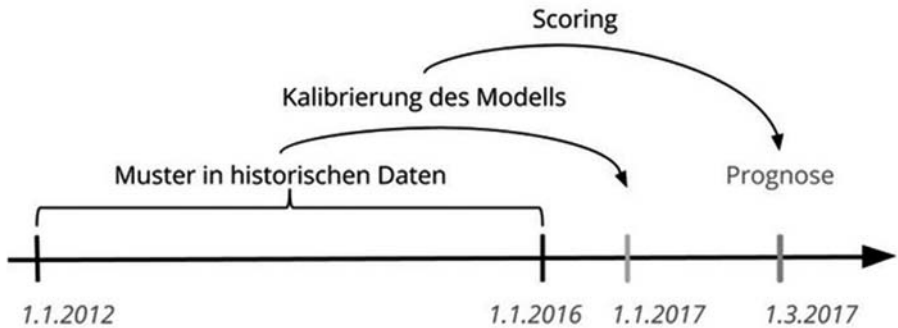 Scoring
Kalibrierung des Modells
Muster in historischen Daten
Prognose
1.1.2012
1.1.2016
1.1.2017
1.3.2017